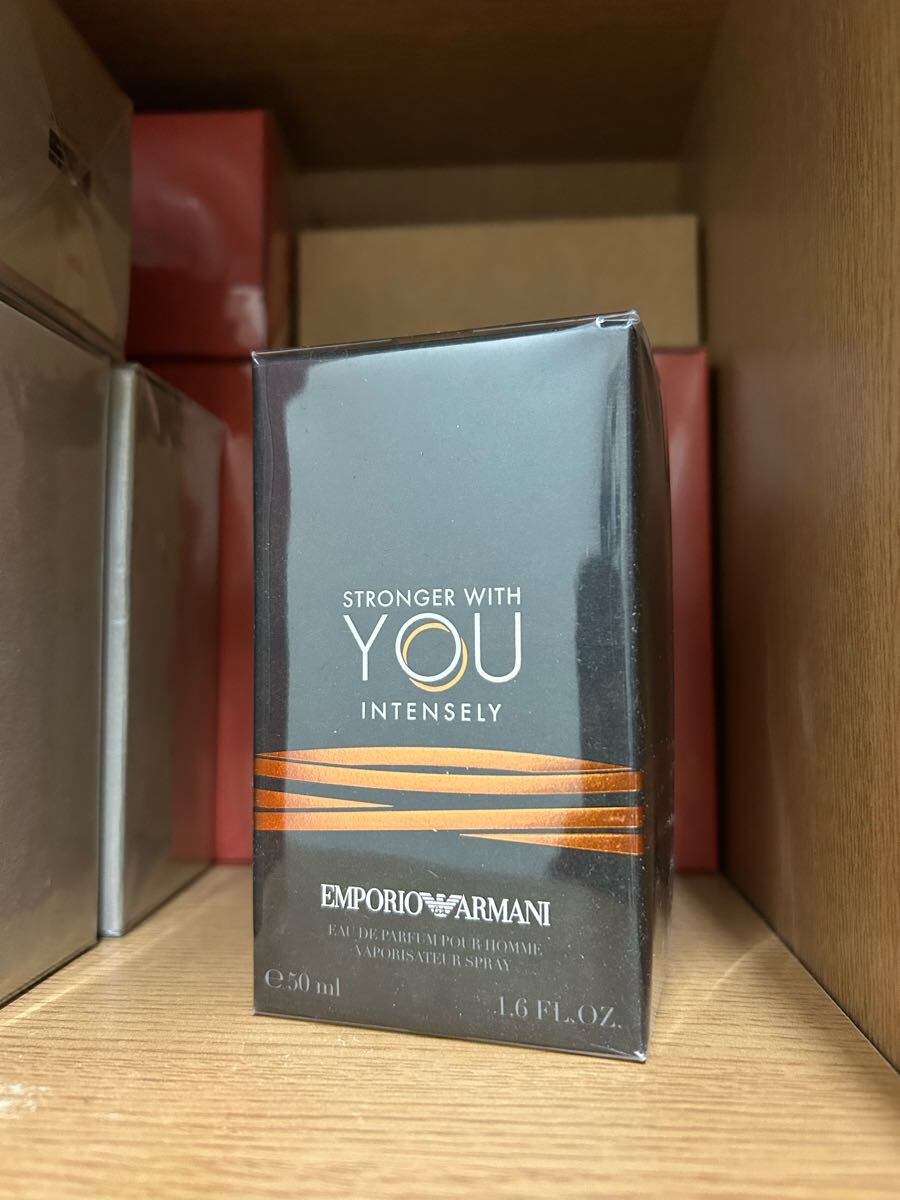 STRONGER WITH
YOU
INTENSELY
EMPORIO ARMANI
EAU DE PARFUM POUR HOMME
VAPORISATEUR SPRAY
℮50 ml
1.6 FL.OZ.